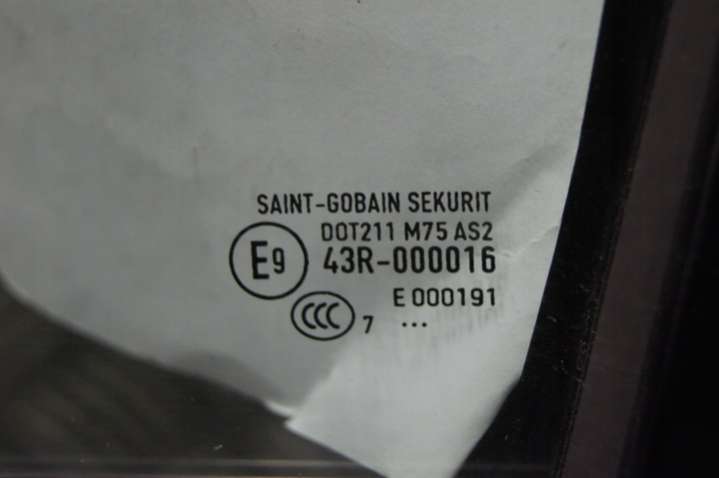 SAINT-GOBAIN SEKURIT
DOT211 M75 AS2
E9 43R-000016
E 000191
CCC 7 ...